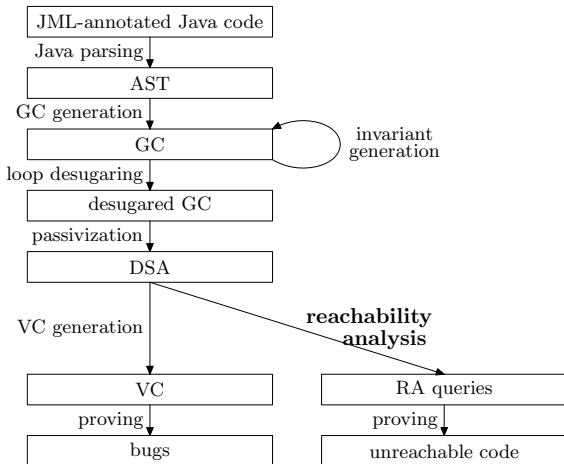 JML-annotated Java code
Java parsing
AST
GC generation
GC
invariant
generation
loop desugaring
desugared GC
passivization
DSA
VC generation
reachability
analysis
VC
RA queries
proving
proving
bugs
unreachable code